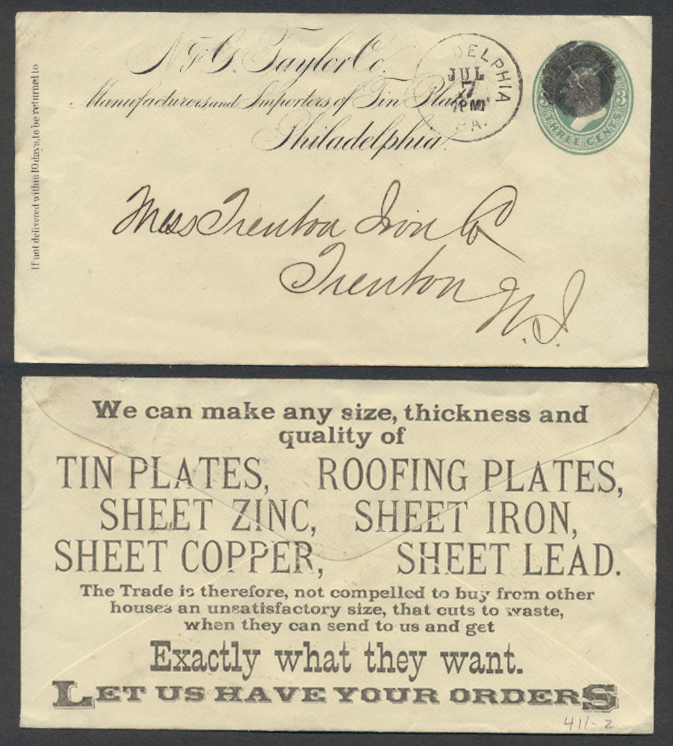 If not delivered within 10 days, to be returned to
N & G. Taylor Co.
Manufacturers and Importers of Tin Pla
Philadelphia
DELPHIA
JUL
7
PM
PA.
THREE CENTS
3
3
Mess Trenton Iron Co
Trenton
N.J.
We can make any size, thickness and
quality of
TIN PLATES, ROOFING PLATES,
SHEET ZINC, SHEET IRON,
SHEET COPPER, SHEET LEAD.
The Trade is therefore, not compelled to buy from other
houses an unsatisfactory size, that cuts to waste,
when they can send to us and get
Exactly what they want.
LET US HAVE YOUR ORDERS
411-2